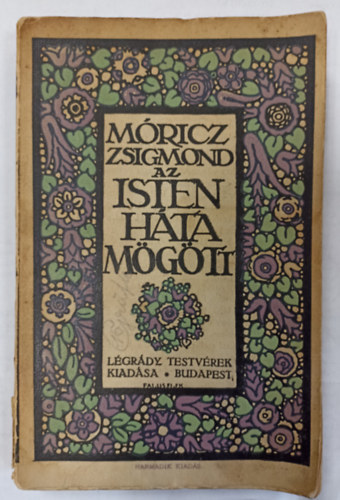 MÓRICZ
ZSIGMOND
AZ
ISTEN
HÁTA
MÖGÖTT
LÉGRÁDY TESTVÉREK
KIADÁSA • BUDAPEST,
HARMADIK KIADÁS